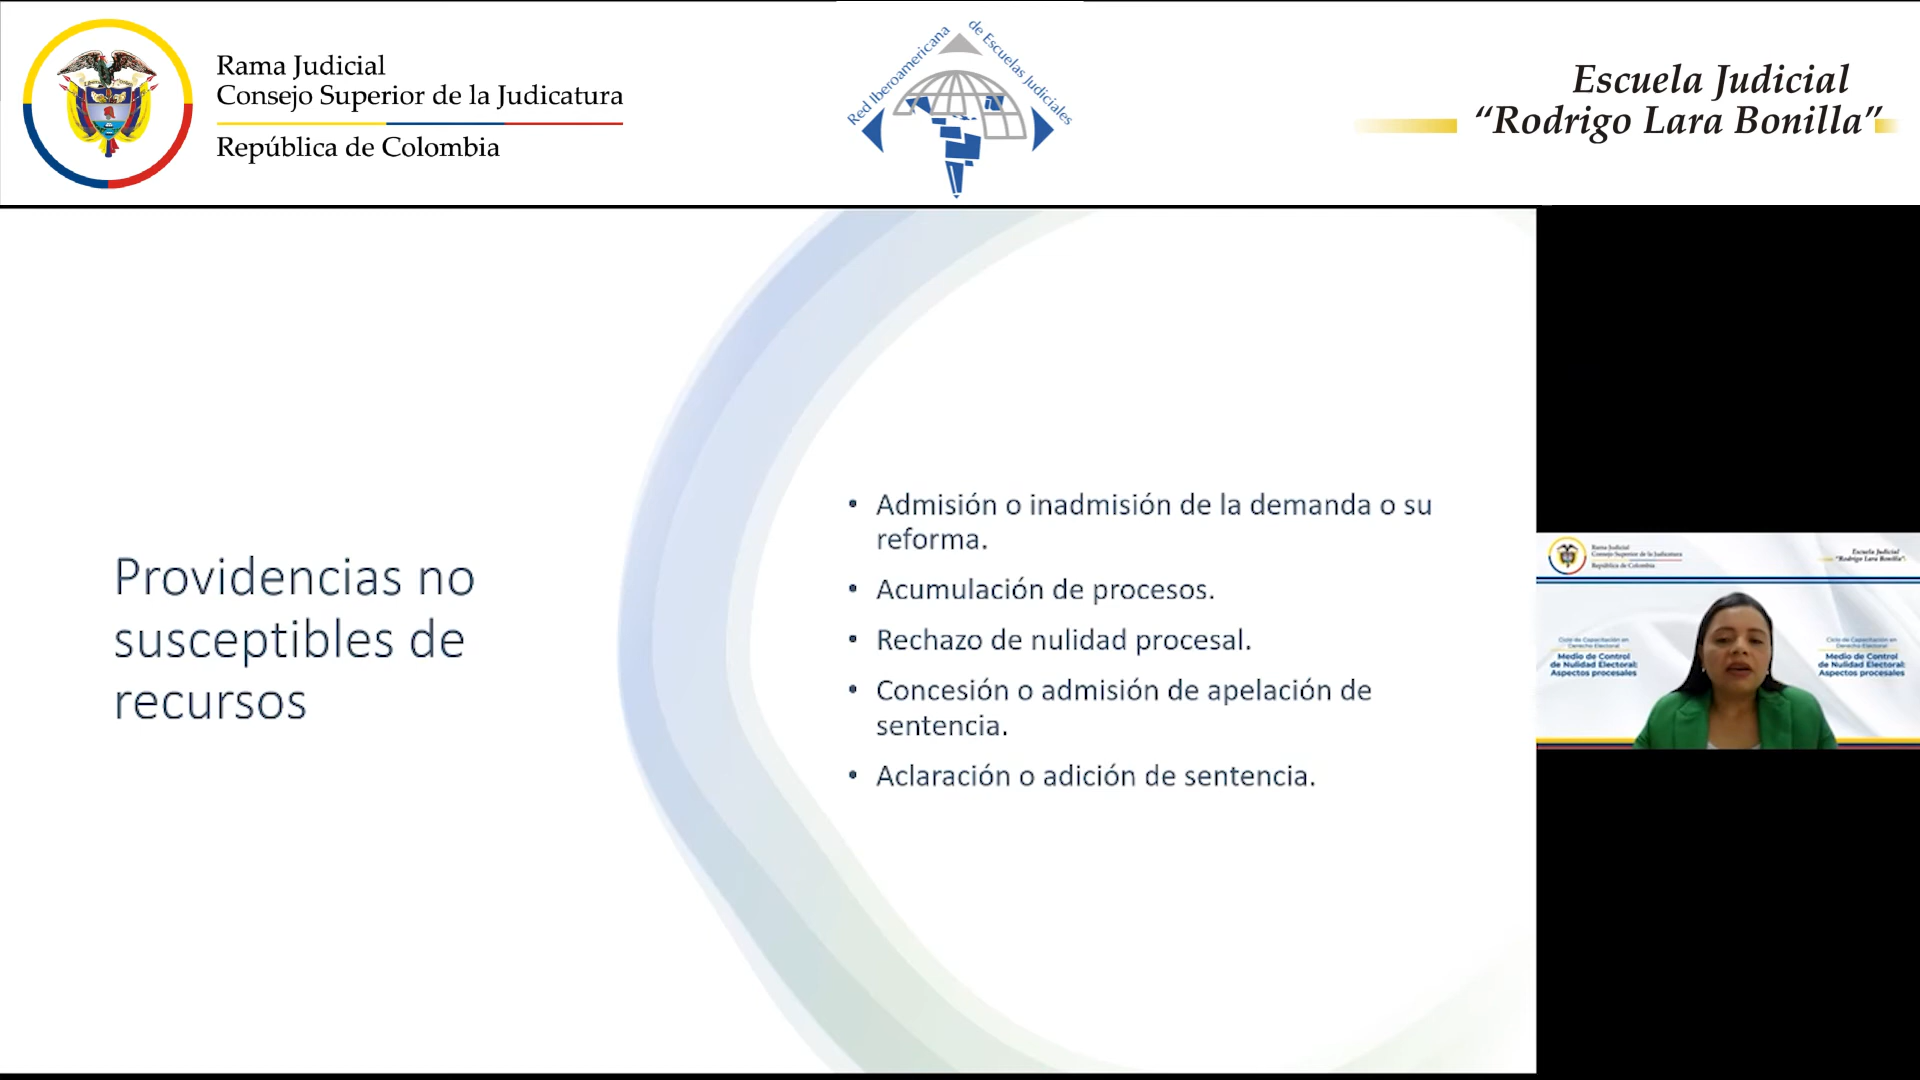 Rama Judicial
Consejo Superior de la Judicatura
República de Colombia
Red Iberoamericana de Escuelas Judiciales
Escuela Judicial
“Rodrigo Lara Bonilla”
Providencias no
susceptibles de
recursos
• Admisión o inadmisión de la demanda o su
reforma.
• Acumulación de procesos.
• Rechazo de nulidad procesal.
• Concesión o admisión de apelación de
sentencia.
• Aclaración o adición de sentencia.
Rama Judicial
Consejo Superior de la Judicatura
República de Colombia
Escuela Judicial
“Rodrigo Lara Bonilla”
Ciclo de Capacitación en
Derecho Electoral
Medio de Control
de Nulidad Electoral:
Aspectos procesales
Ciclo de Capacitación en
Derecho Electoral
Medio de Control
de Nulidad Electoral:
Aspectos procesales